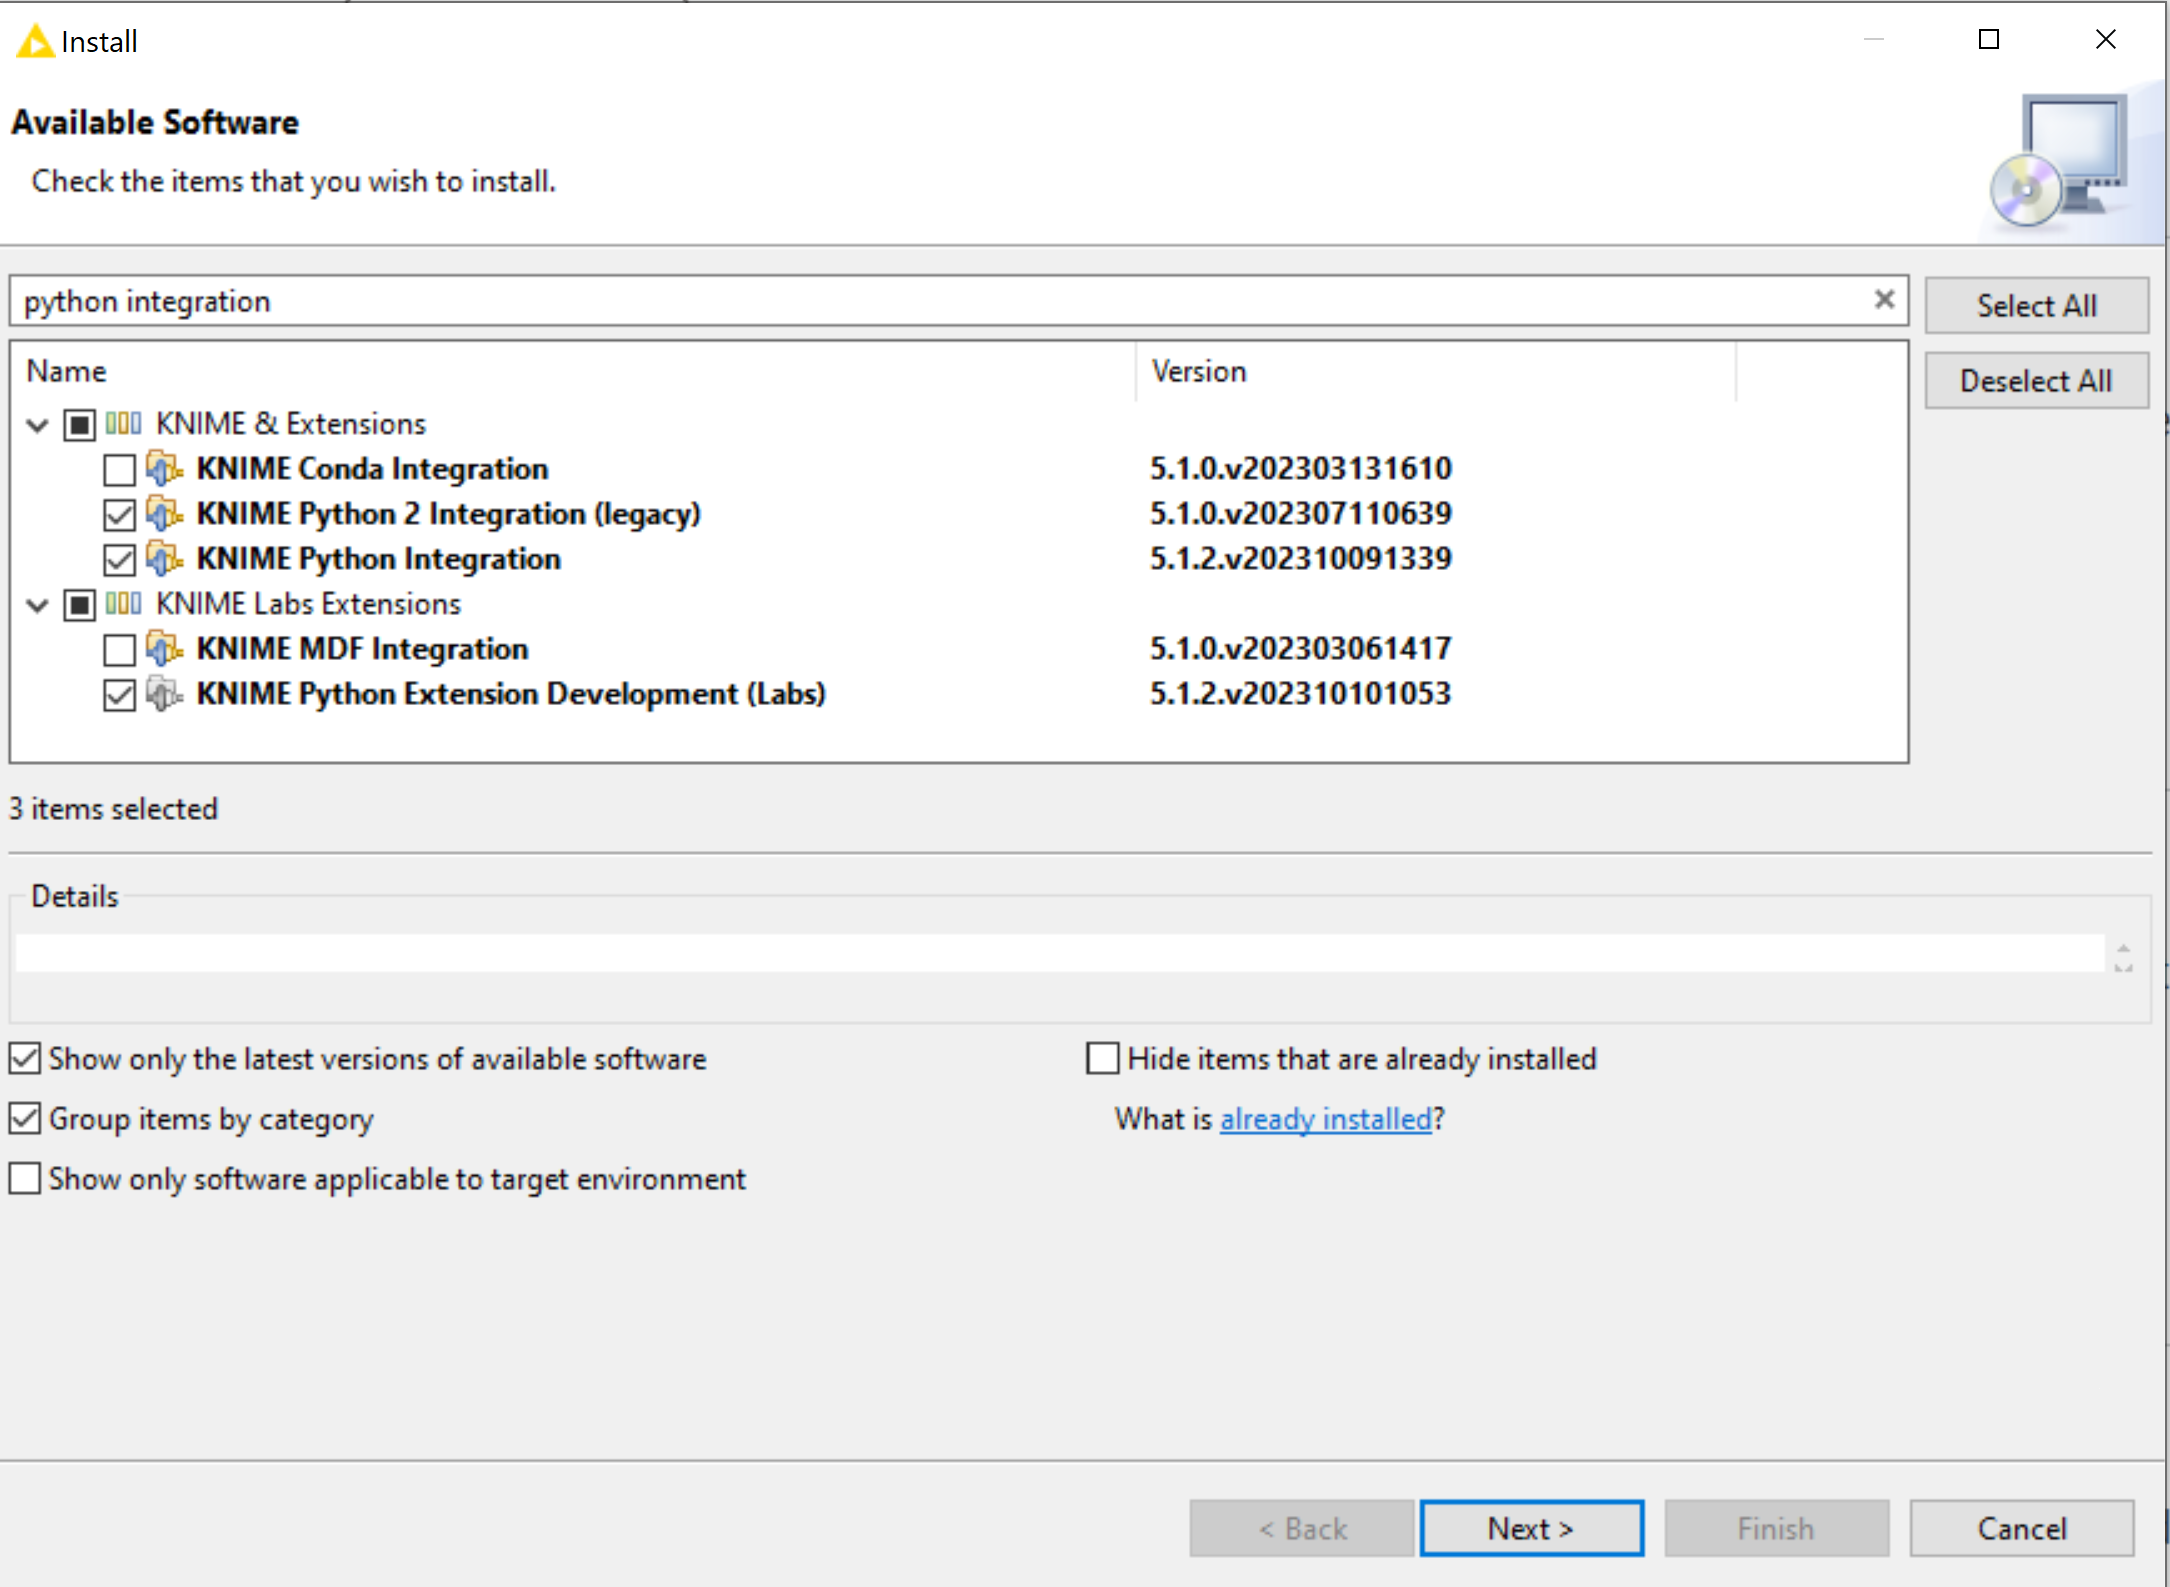 Install
Available Software
Check the items that you wish to install.
python integration
Select All
Name Version
Deselect All
KNIME & Extensions
KNIME Conda Integration 5.1.0.v202303131610
KNIME Python 2 Integration (legacy) 5.1.0.v202307110639
KNIME Python Integration 5.1.2.v202310091339
KNIME Labs Extensions
KNIME MDF Integration 5.1.0.v202303061417
KNIME Python Extension Development (Labs) 5.1.2.v202310101053
3 items selected
Details
Show only the latest versions of available software Hide items that are already installed
Group items by category What is already installed?
Show only software applicable to target environment
< Back Next > Finish Cancel